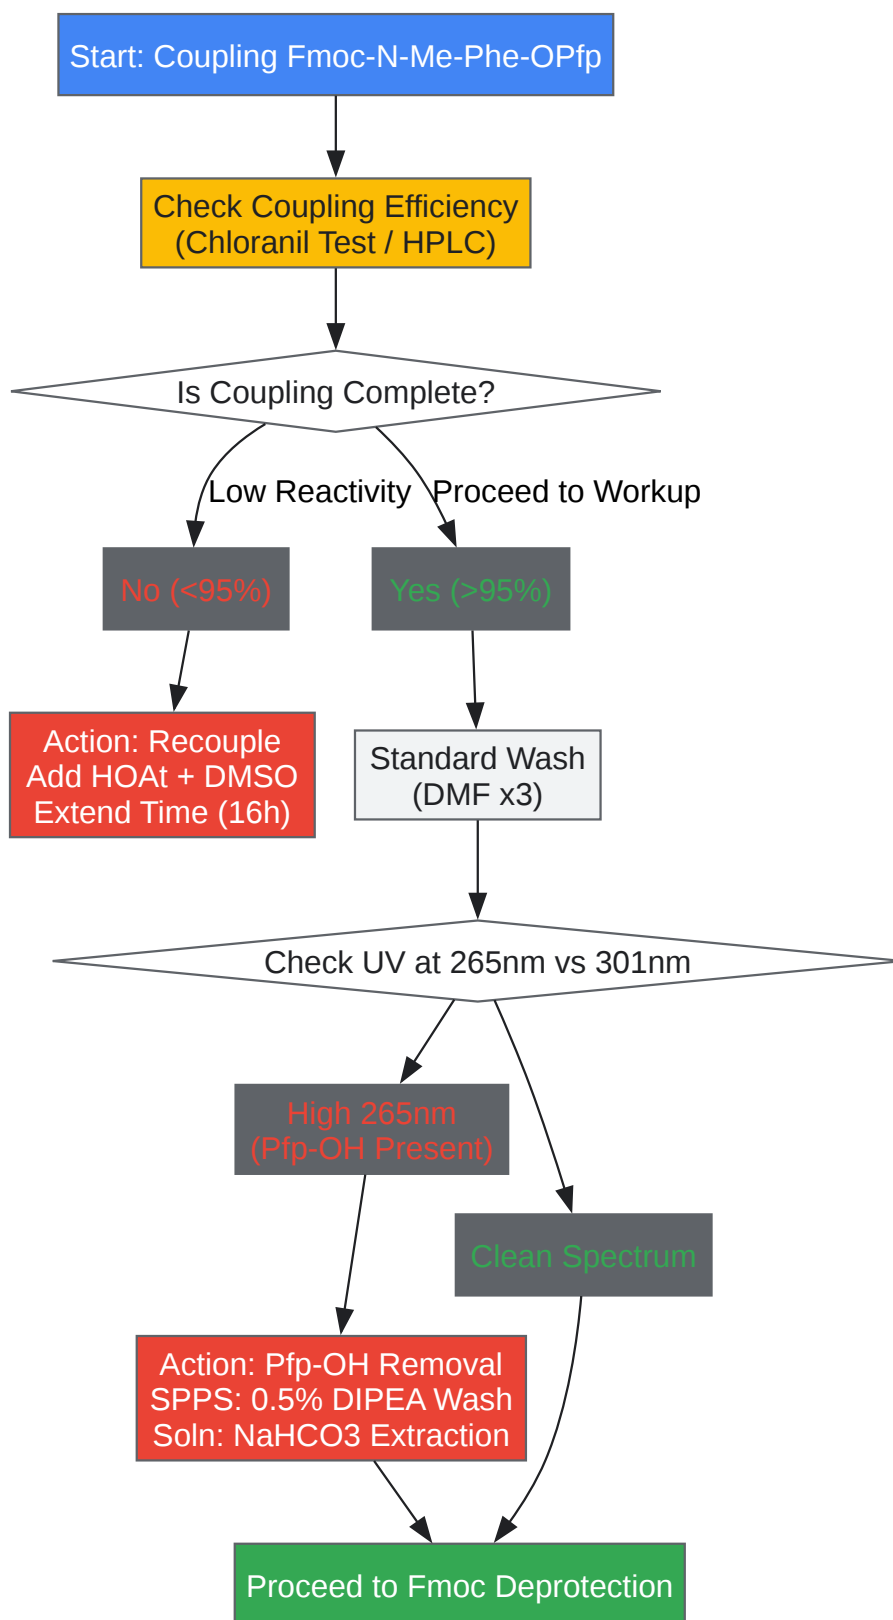 Start: Coupling Fmoc-N-Me-Phe-OPfp
Check Coupling Efficiency
(Chloranil Test / HPLC)
Is Coupling Complete?
Low Reactivity
Proceed to Workup
No (<95%)
Yes (>95%)
Action: Recouple
Add HOAt + DMSO
Extend Time (16h)
Standard Wash
(DMF x3)
Check UV at 265nm vs 301nm
High 265nm
(Pfp-OH Present)
Clean Spectrum
Action: Pfp-OH Removal
SPPS: 0.5% DIPEA Wash
Soln: NaHCO3 Extraction
Proceed to Fmoc Deprotection